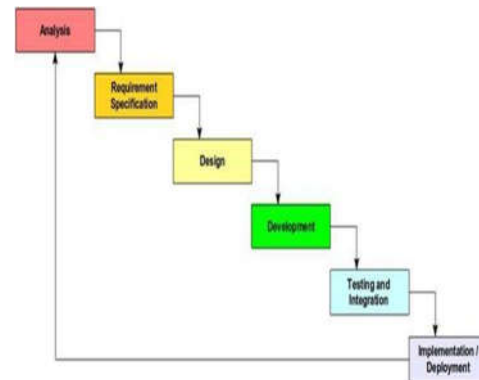 Analysis
Requirement
Specification
Design
Development
Testing and
Integration
Implementation /
Deployment